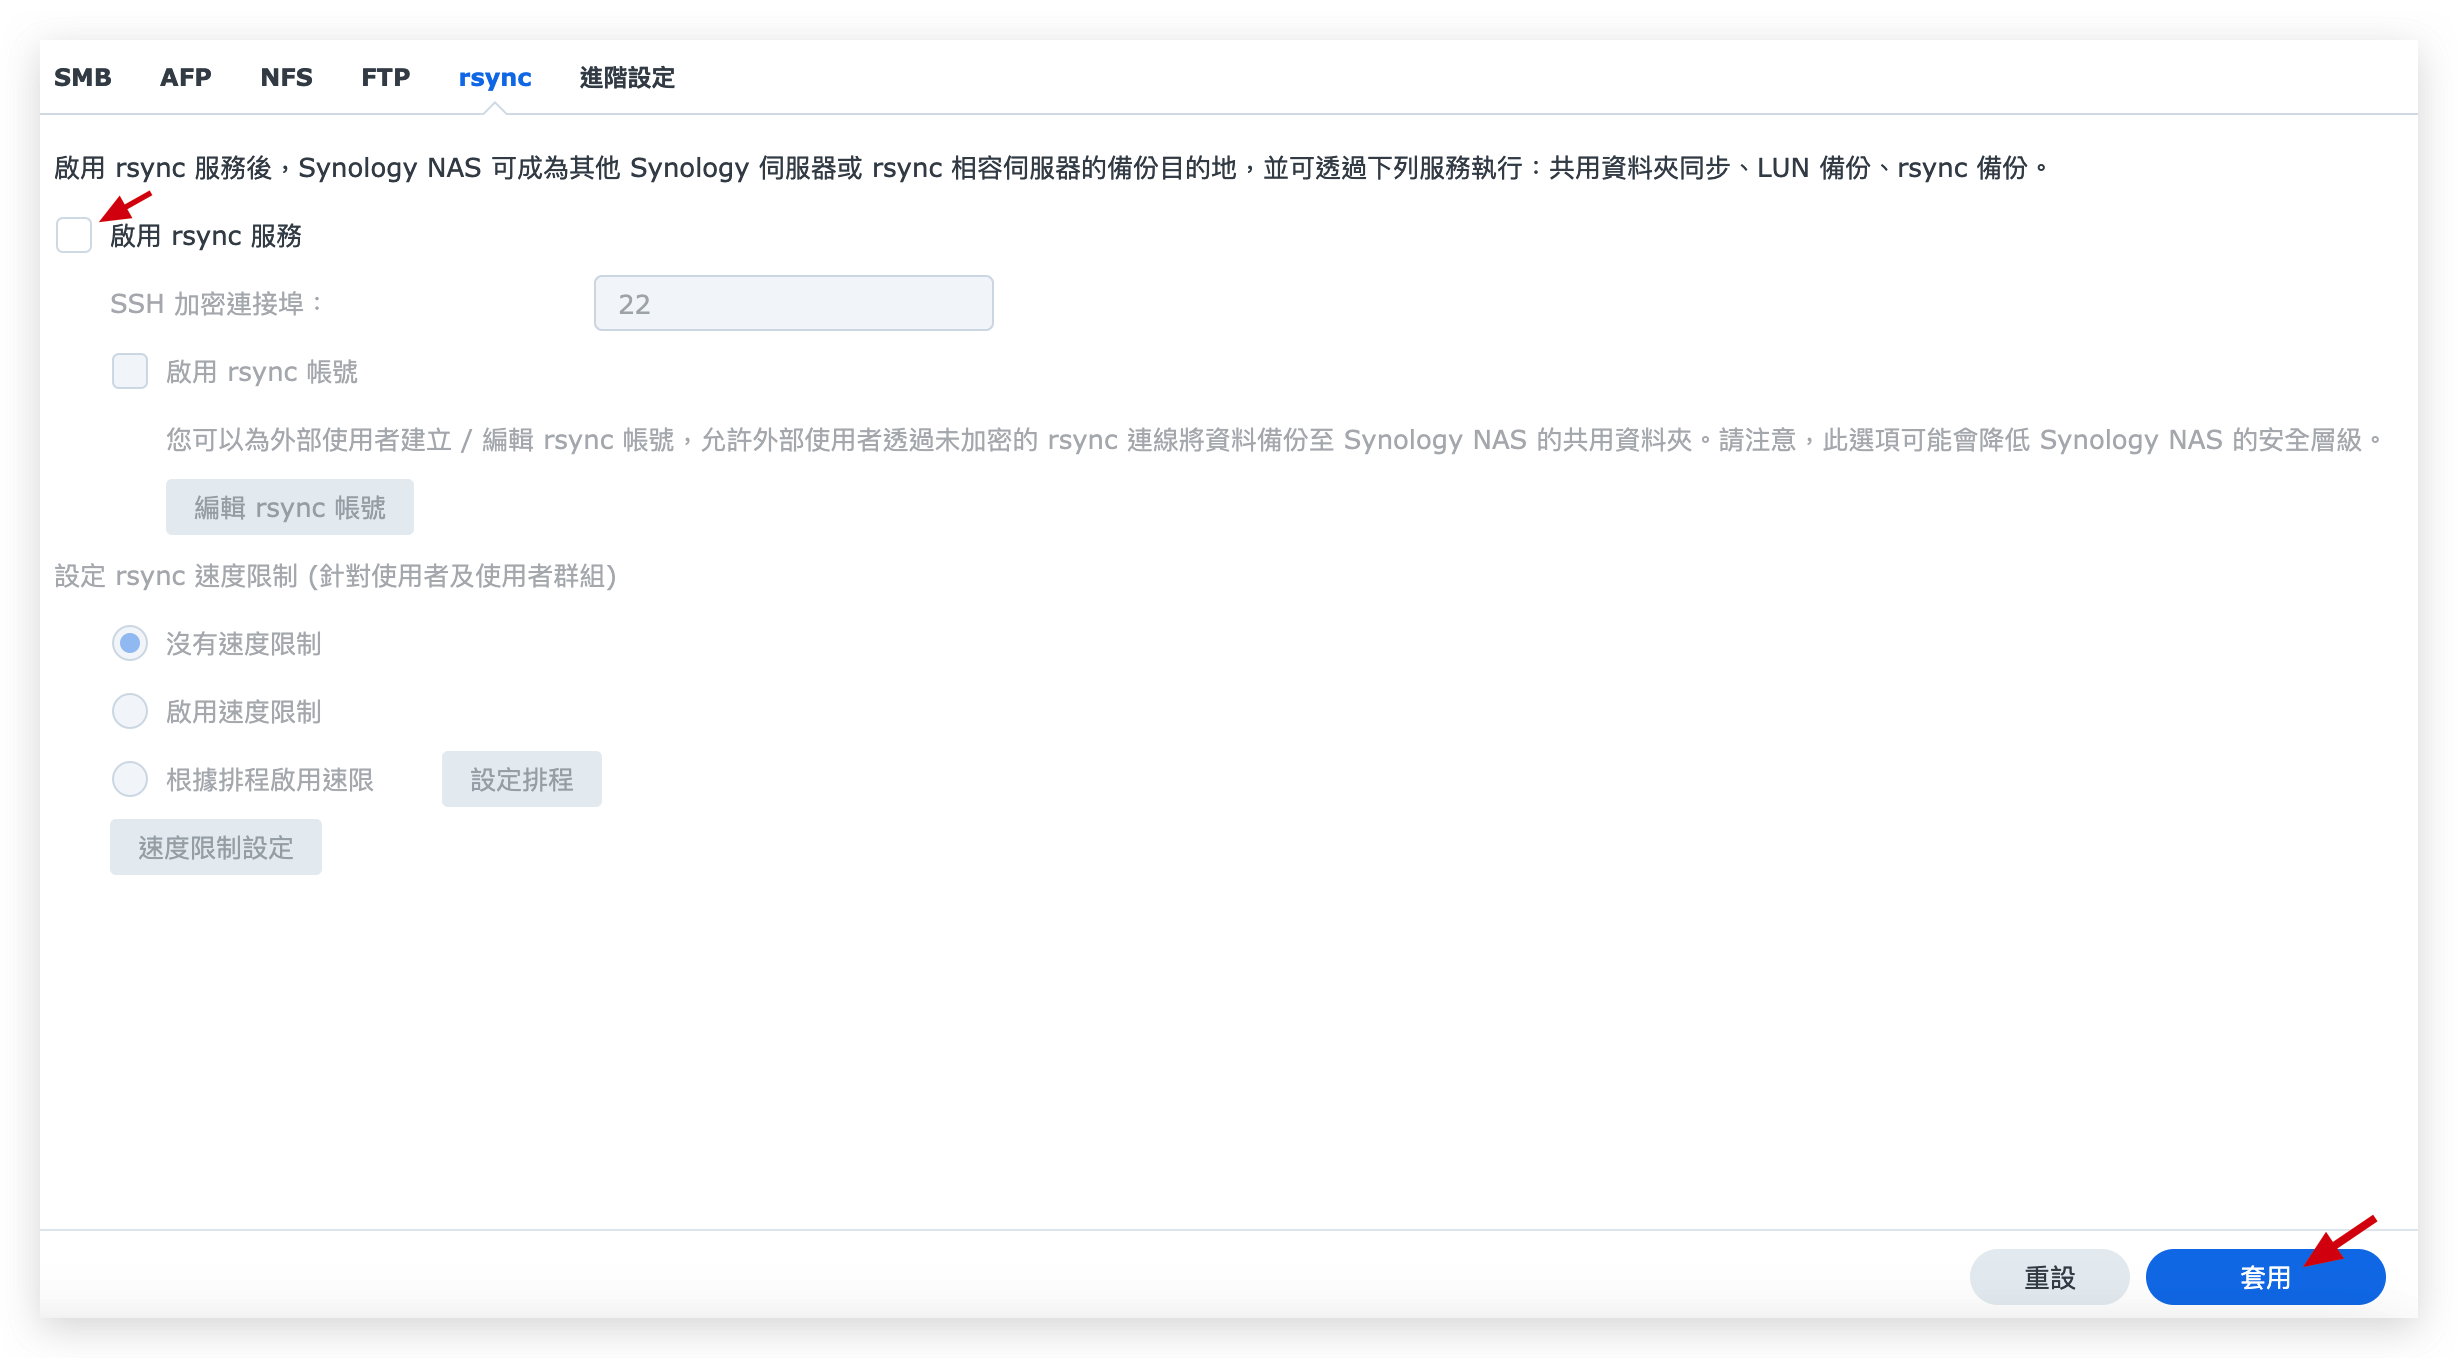 SMB AFP NFS FTP rsync 進階設定
啟用 rsync 服務後，Synology NAS 可成為其他 Synology 伺服器或 rsync 相容伺服器的備份目的地，並可透過下列服務執行：共用資料夾同步、LUN 備份、rsync 備份。
啟用 rsync 服務
SSH 加密連接埠： 22
啟用 rsync 帳號
您可以為外部使用者建立 / 編輯 rsync 帳號，允許外部使用者透過未加密的 rsync 連線將資料備份至 Synology NAS 的共用資料夾。請注意，此選項可能會降低 Synology NAS 的安全層級。
編輯 rsync 帳號
設定 rsync 速度限制 (針對使用者及使用者群組)
沒有速度限制
啟用速度限制
根據排程啟用速限 設定排程
速度限制設定
重設 套用